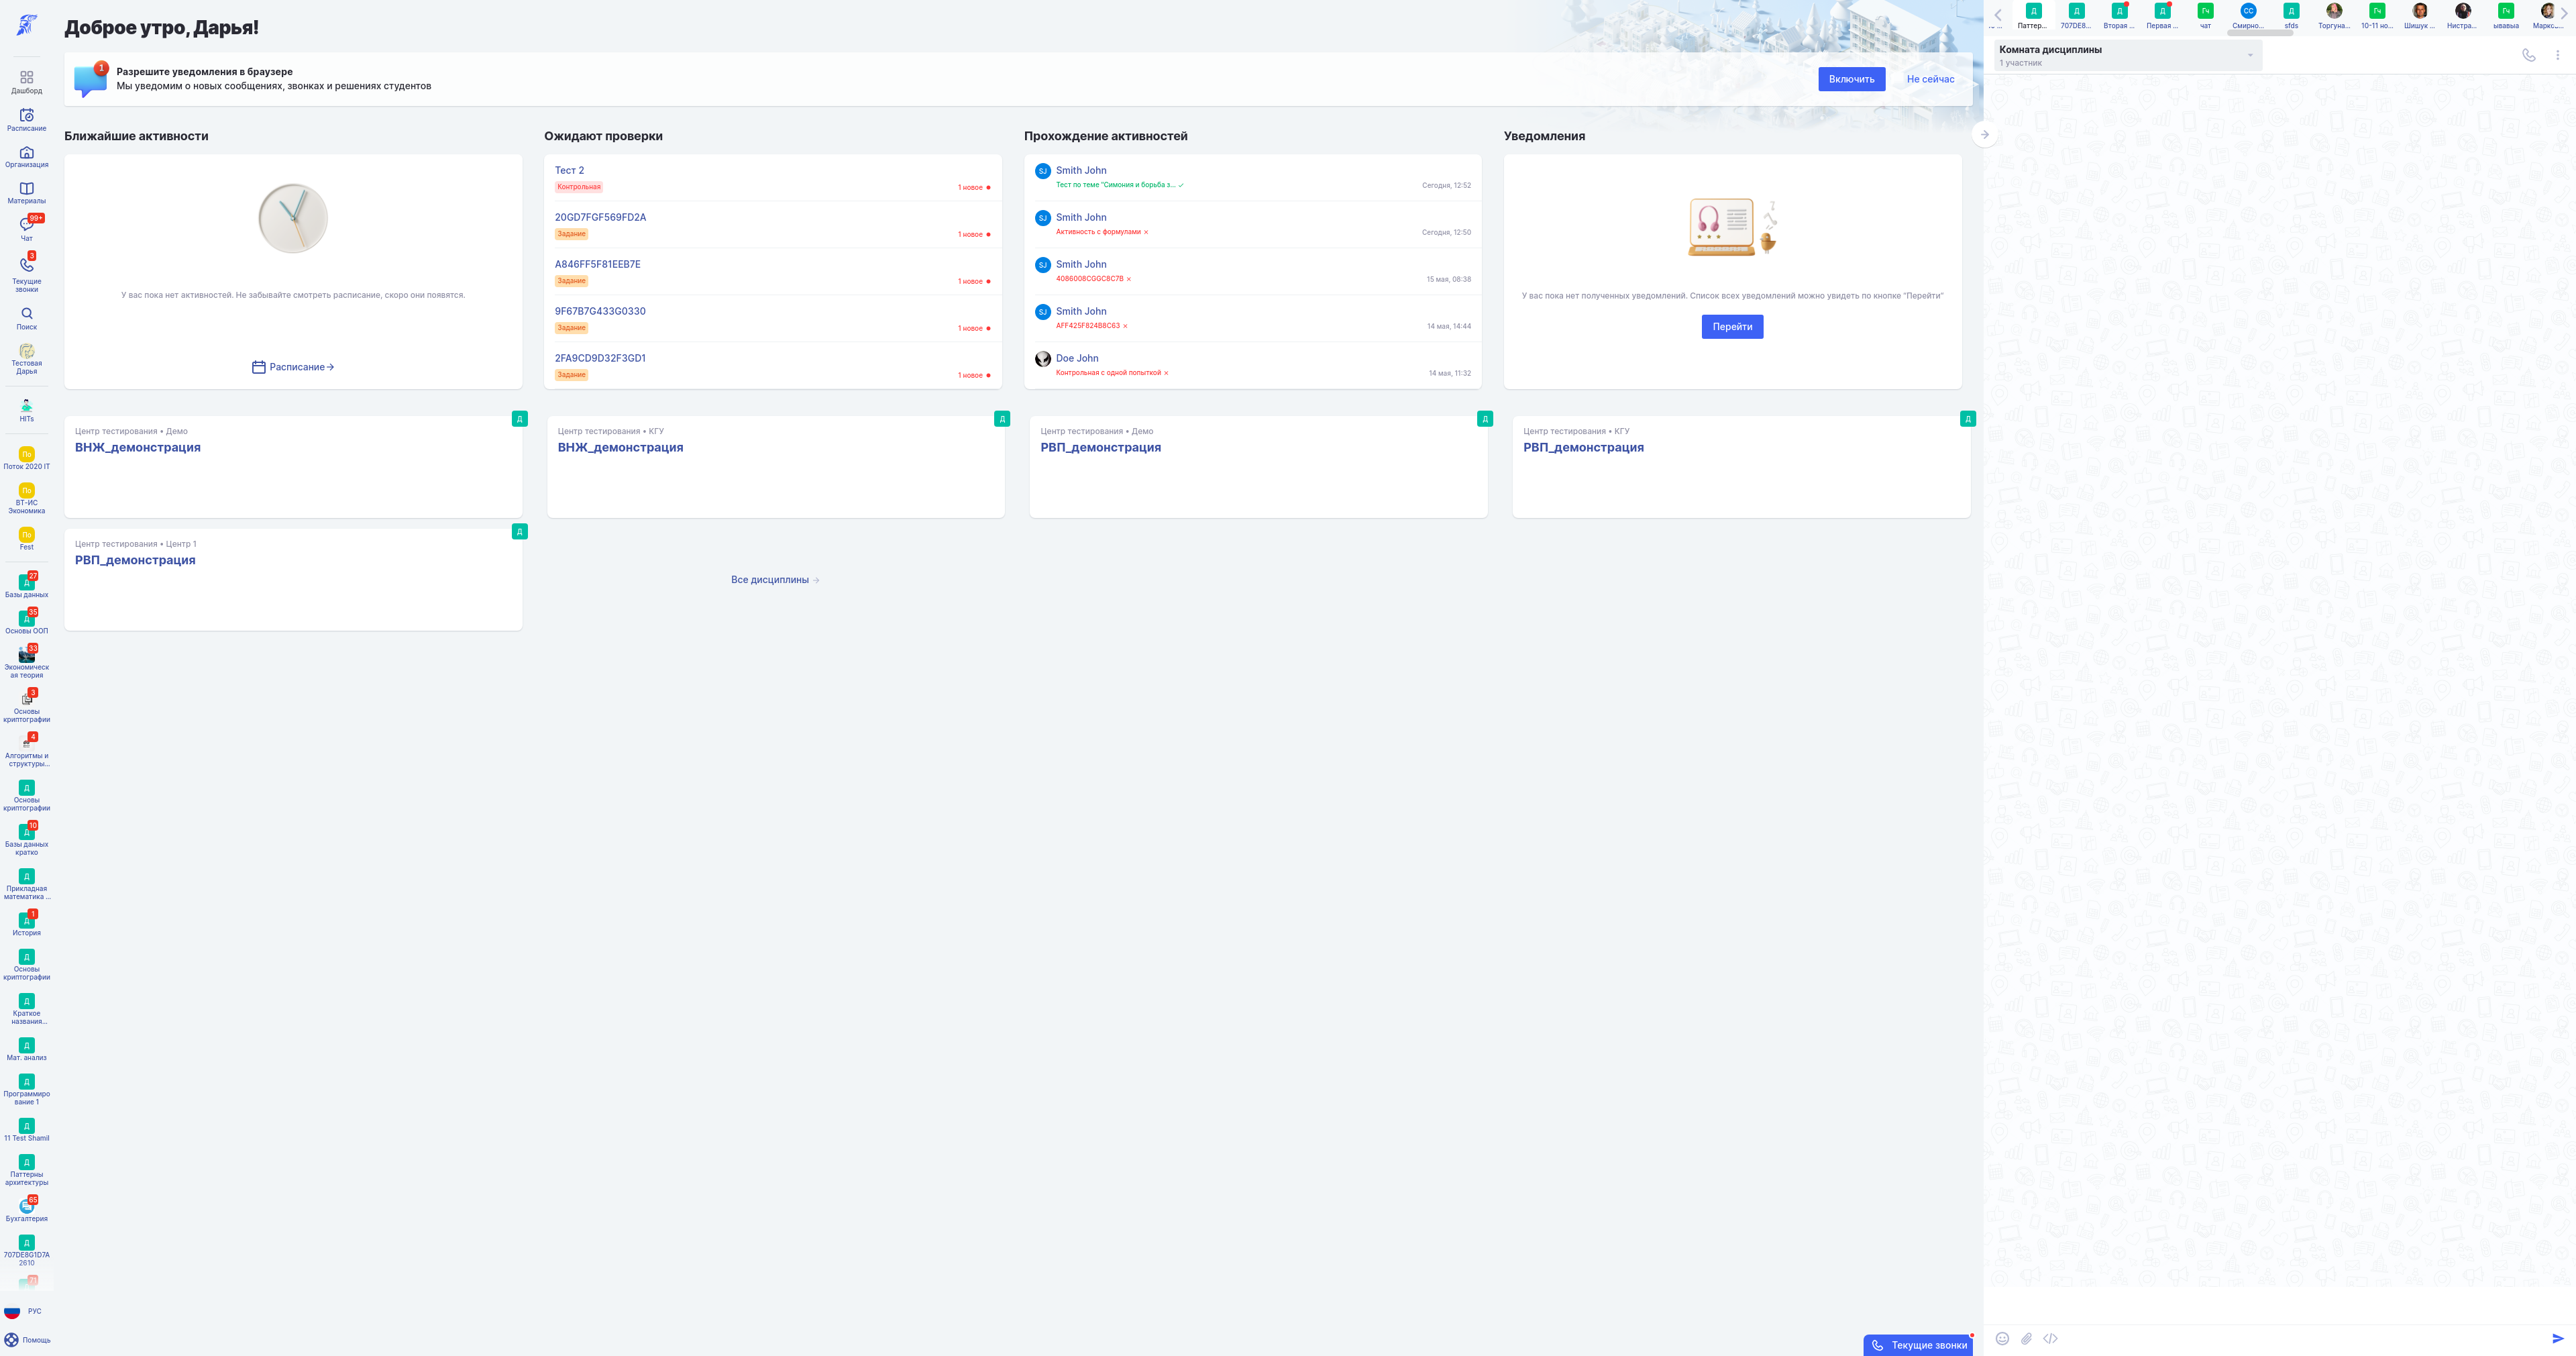 Доброе утро, Дарья!
1
Разрешите уведомления в браузере
Мы уведомим о новых сообщениях, звонках и решениях студентов
Включить
Не сейчас
Дашборд
Расписание
Организация
Материалы
99+
Чат
3
Текущие
звонки
Поиск
Тестовая
Дарья
HITs
По
Поток 2020 IT
По
ВТ-ИС
Экономика
По
Fest
Д 27
Базы данных
Д 35
Основы ООП
33
Экономическ
ая теория
3
Основы
криптографии
4
Алгоритмы и
структуры...
Д
Основы
криптографии
Д 10
Базы данных
кратко
Д
Прикладная
математика ...
Д 1
История
Д
Основы
криптографии
Д
Краткое
названия...
Д
Мат. анализ
Д
Программиро
вание 1
Д
11 Test Shamil
Д
Паттерны
архитектуры
65
Бухгалтерия
Д
707DE8G1D7A
2610
РУС
Помощь
Ближайшие активности
У вас пока нет активностей. Не забывайте смотреть расписание, скоро они появятся.
Расписание
Ожидают проверки
Тест 2
Контрольная
1 новое
20GD7FGF569FD2A
Задание
1 новое
A846FF5F81EEB7E
Задание
1 новое
9F67B7G433G0330
Задание
1 новое
2FA9CD9D32F3GD1
Задание
1 новое
Прохождение активностей
SJ
Smith John
Тест по теме "Симония и борьба з...
Сегодня, 12:52
SJ
Smith John
Активность с формулами
Сегодня, 12:50
SJ
Smith John
4086008CGGC8C7B
15 мая, 08:38
SJ
Smith John
AFF425F824B8C63
14 мая, 14:44
Doe John
Контрольная с одной попыткой
14 мая, 11:32
Уведомления
У вас пока нет полученных уведомлений. Список всех уведомлений можно увидеть по кнопке "Перейти"
Перейти
Д
Центр тестирования • Демо
ВНЖ_демонстрация
Д
Центр тестирования • КГУ
ВНЖ_демонстрация
Д
Центр тестирования • Демо
РВП_демонстрация
Д
Центр тестирования • КГУ
РВП_демонстрация
Д
Центр тестирования • Центр 1
РВП_демонстрация
Все дисциплины
Д
Паттер...
Д
707DE8...
Д
Вторая ...
Д
Первая ...
Гч
чат
СС
Смирно...
Д
sfds
Торгуна...
Гч
10-11 но...
Шишук ...
Нистра...
Гч
ывавыа
Комната дисциплины
1 участник
Текущие звонки